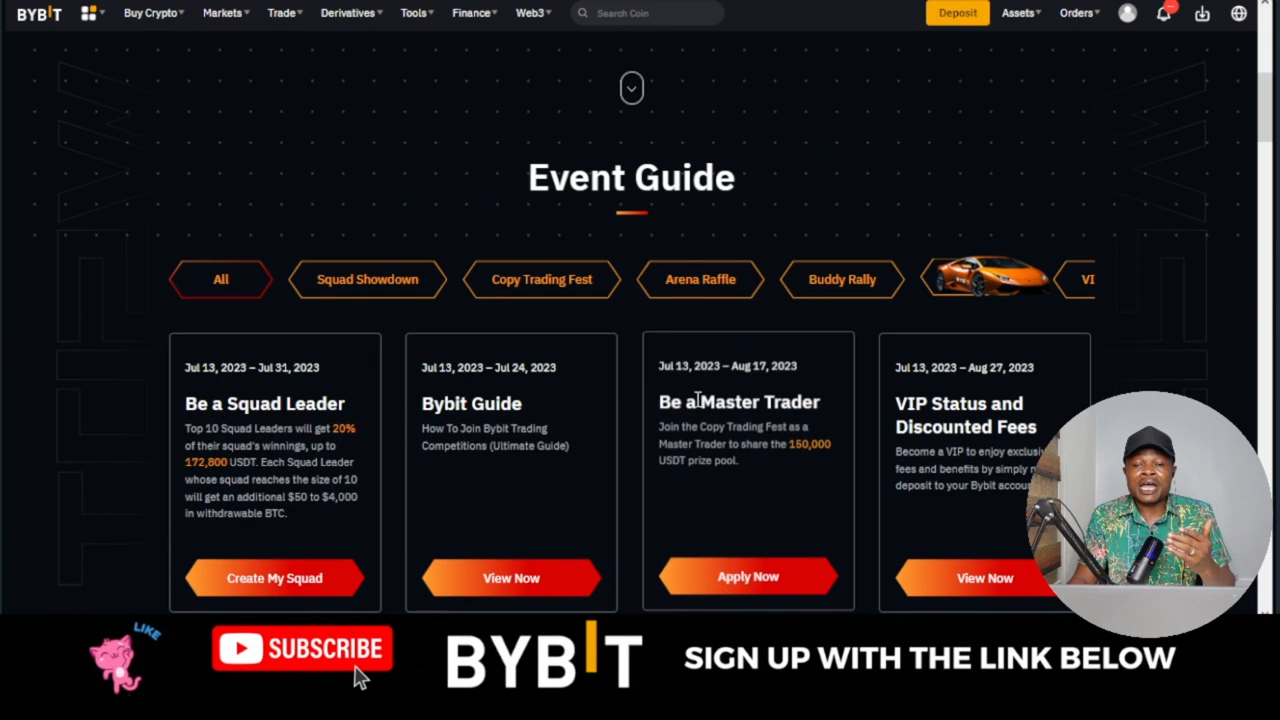 BYBIT Buy Crypto Markets Trade Derivatives Tools Finance Web3 Search Coin Deposit Assets Orders
Event Guide
All Squad Showdown Copy Trading Fest Arena Raffle Buddy Rally VI
Jul 13, 2023 – Jul 31, 2023
Be a Squad Leader
Top 10 Squad Leaders will get 20%
of their squad's winnings, up to
172,800 USDT. Each Squad Leader
whose squad reaches the size of 10
will get an additional $50 to $4,000
in withdrawable BTC.
Create My Squad
Jul 13, 2023 – Jul 24, 2023
Bybit Guide
How To Join Bybit Trading
Competitions (Ultimate Guide)
View Now
Jul 13, 2023 – Aug 17, 2023
Be a Master Trader
Join the Copy Trading Fest as a
Master Trader to share the 150,000
USDT prize pool.
Apply Now
Jul 13, 2023 – Aug 27, 2023
VIP Status and
Discounted Fees
Become a VIP to enjoy
fees and benefits by simply
deposit to your Bybit
View Now
LIKE
SUBSCRIBE
BYBIT
SIGN UP WITH THE LINK BELOW